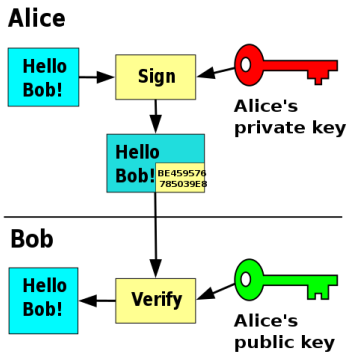 Alice
Hello
Bob!
Sign
Alice's
private key
Hello
Bob!
BE459576
785039E8
Bob
Hello
Bob!
Verify
Alice's
public key